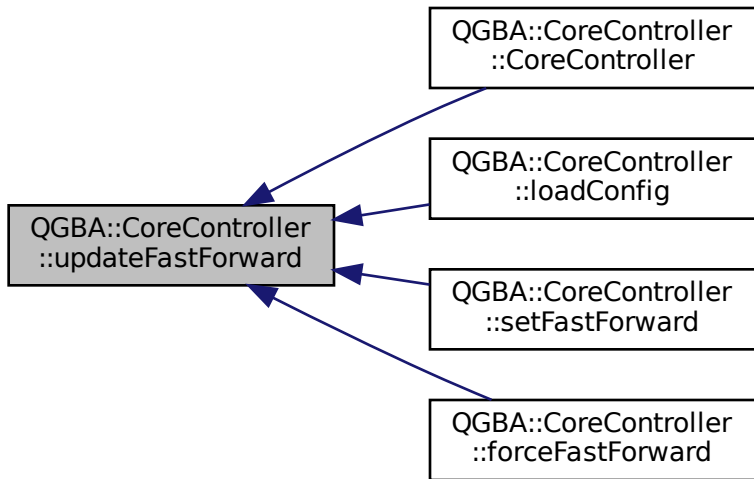 QGBA::CoreController
::CoreController
QGBA::CoreController
::loadConfig
QGBA::CoreController
::updateFastForward
QGBA::CoreController
::setFastForward
QGBA::CoreController
::forceFastForward